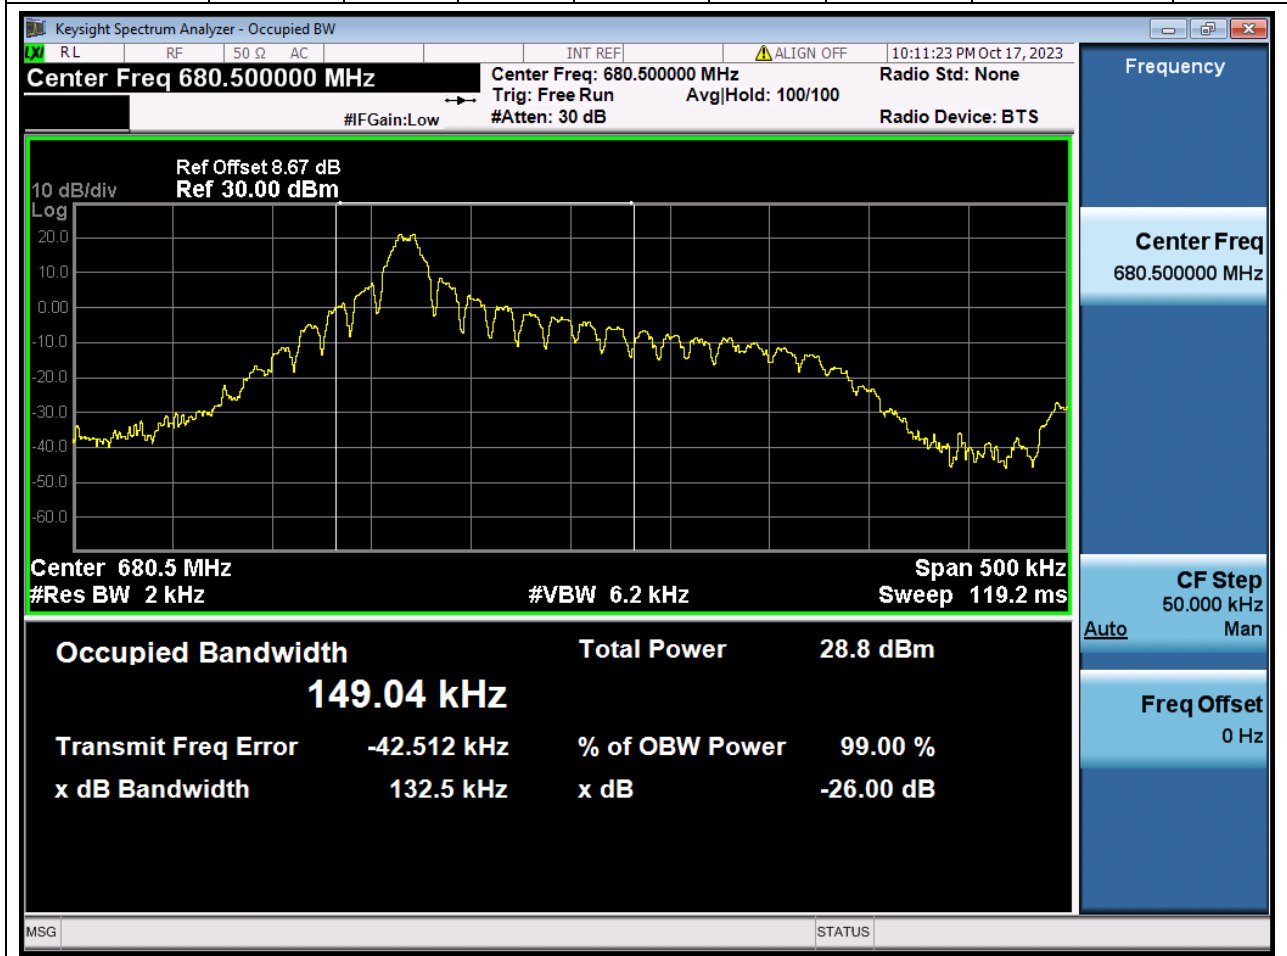 Keysight Spectrum Analyzer - Occupied BW
LXI RL RF 50 Ω AC INT REF ALIGN OFF 10:11:23 PM Oct 17, 2023
Center Freq 680.500000 MHz
Center Freq: 680.500000 MHz Radio Std: None
Trig: Free Run Avg|Hold: 100/100
#IFGain:Low #Atten: 30 dB Radio Device: BTS
Ref Offset 8.67 dB
10 dB/div Ref 30.00 dBm
Log
20.0
10.0
0.00
-10.0
-20.0
-30.0
-40.0
-50.0
-60.0
Center 680.5 MHz Span 500 kHz
#Res BW 2 kHz #VBW 6.2 kHz Sweep 119.2 ms
Occupied Bandwidth Total Power 28.8 dBm
149.04 kHz
Transmit Freq Error -42.512 kHz % of OBW Power 99.00 %
x dB Bandwidth 132.5 kHz x dB -26.00 dB
Frequency
Center Freq
680.500000 MHz
CF Step
50.000 kHz
Auto Man
Freq Offset
0 Hz
MSG STATUS